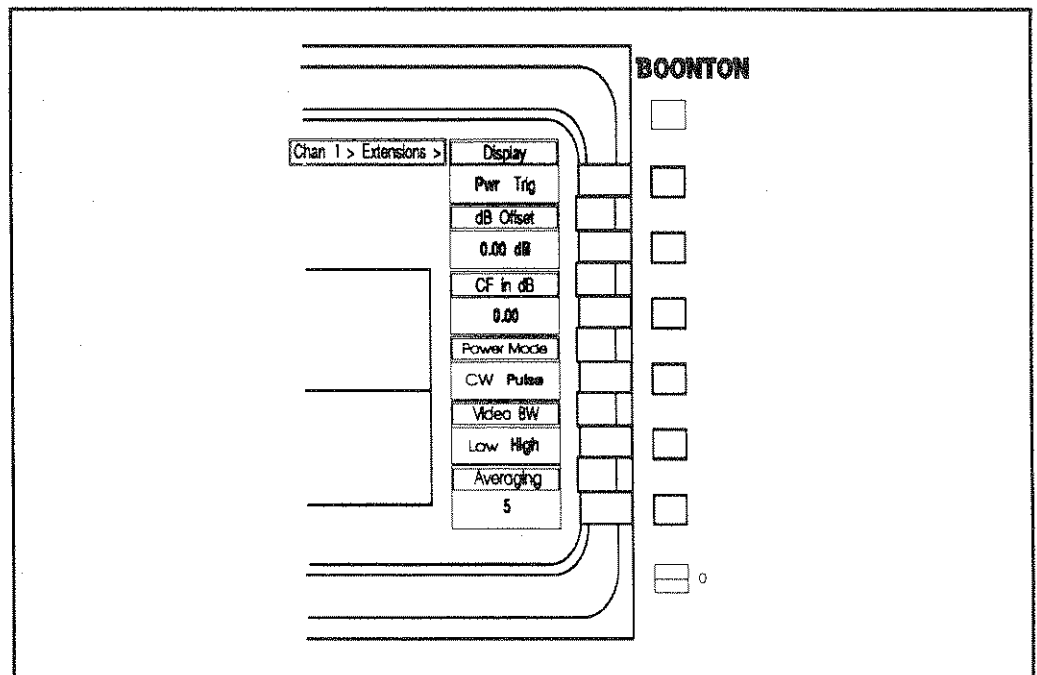 BOONTON
Chan 1 > Extensions >
Display
Pwr Trig
dB Offset
0.00 dB
CF in dB
0.00
Power Mode
CW Pulse
Video BW
Low High
Averaging
5
0